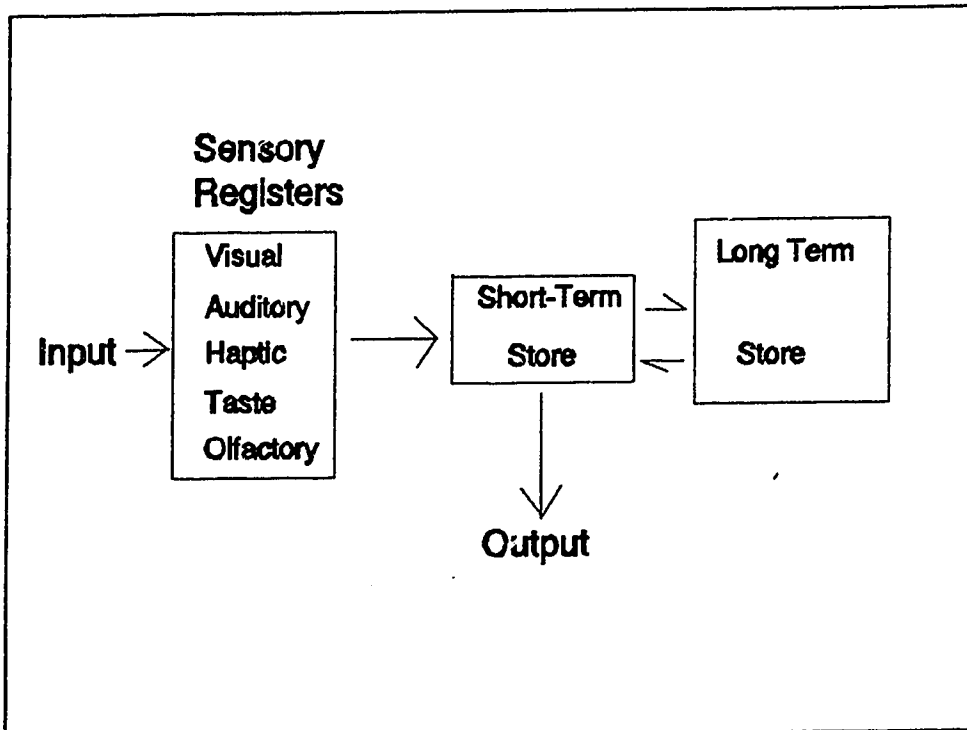 Sensory
Registers
Input
Visual
Auditory
Haptic
Taste
Olfactory
Short-Term
Store
Long Term
Store
Output